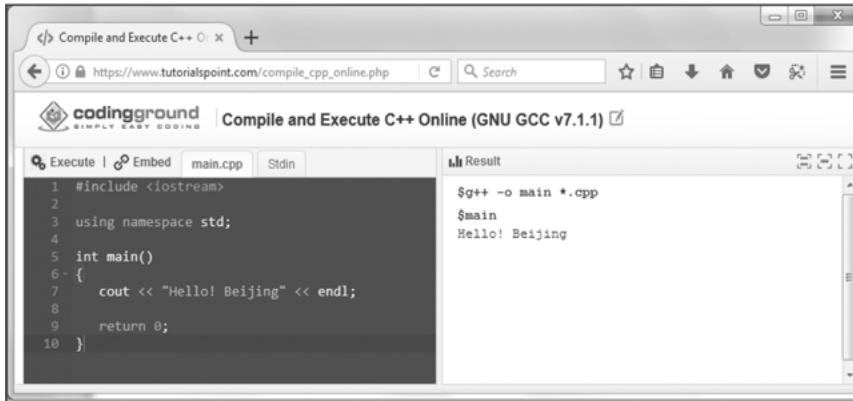 </> Compile and Execute C++ O
https://www.tutorialspoint.com/compile_cpp_online.php
Search
codingground
SIMPLY EASY CODING
Compile and Execute C++ Online (GNU GCC v7.1.1)
Execute | Embed main.cpp Stdin
1 #include <iostream>
2
3 using namespace std;
4
5 int main()
6 {
7 cout << "Hello! Beijing" << endl;
8
9 return 0;
10 }
Result
$g++ -o main *.cpp
$main
Hello! Beijing